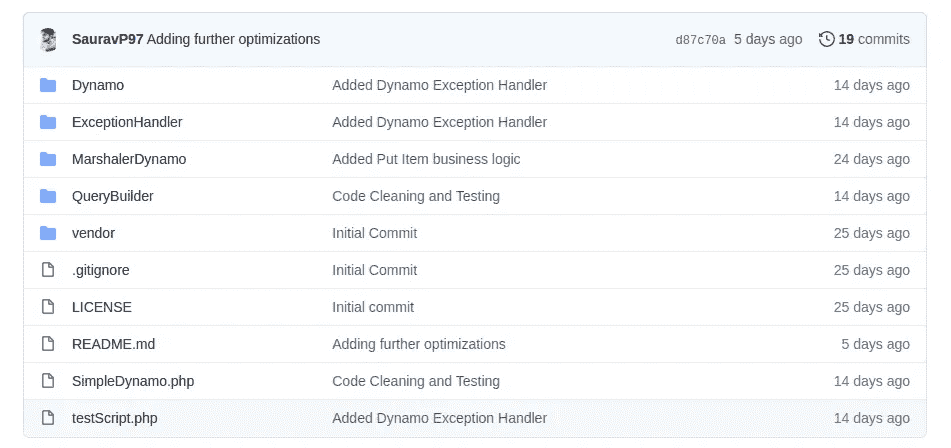 SauravP97 Adding further optimizations d87c70a 5 days ago 19 commits
Dynamo Added Dynamo Exception Handler 14 days ago
ExceptionHandler Added Dynamo Exception Handler 14 days ago
MarshalerDynamo Added Put Item business logic 24 days ago
QueryBuilder Code Cleaning and Testing 14 days ago
vendor Initial Commit 25 days ago
.gitignore Initial Commit 25 days ago
LICENSE Initial commit 25 days ago
README.md Adding further optimizations 5 days ago
SimpleDynamo.php Code Cleaning and Testing 14 days ago
testScript.php Added Dynamo Exception Handler 14 days ago